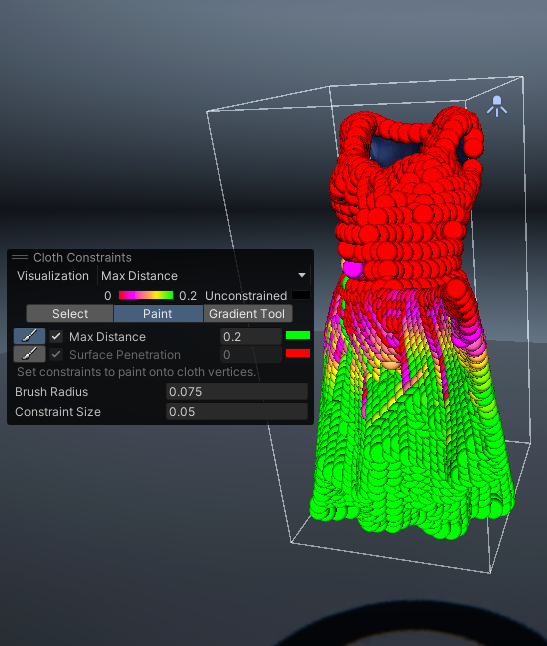 Cloth Constraints
Visualization Max Distance
0 0.2 Unconstrained
Select Paint Gradient Tool
Max Distance 0.2
Surface Penetration 0
Set constraints to paint onto cloth vertices.
Brush Radius 0.075
Constraint Size 0.05